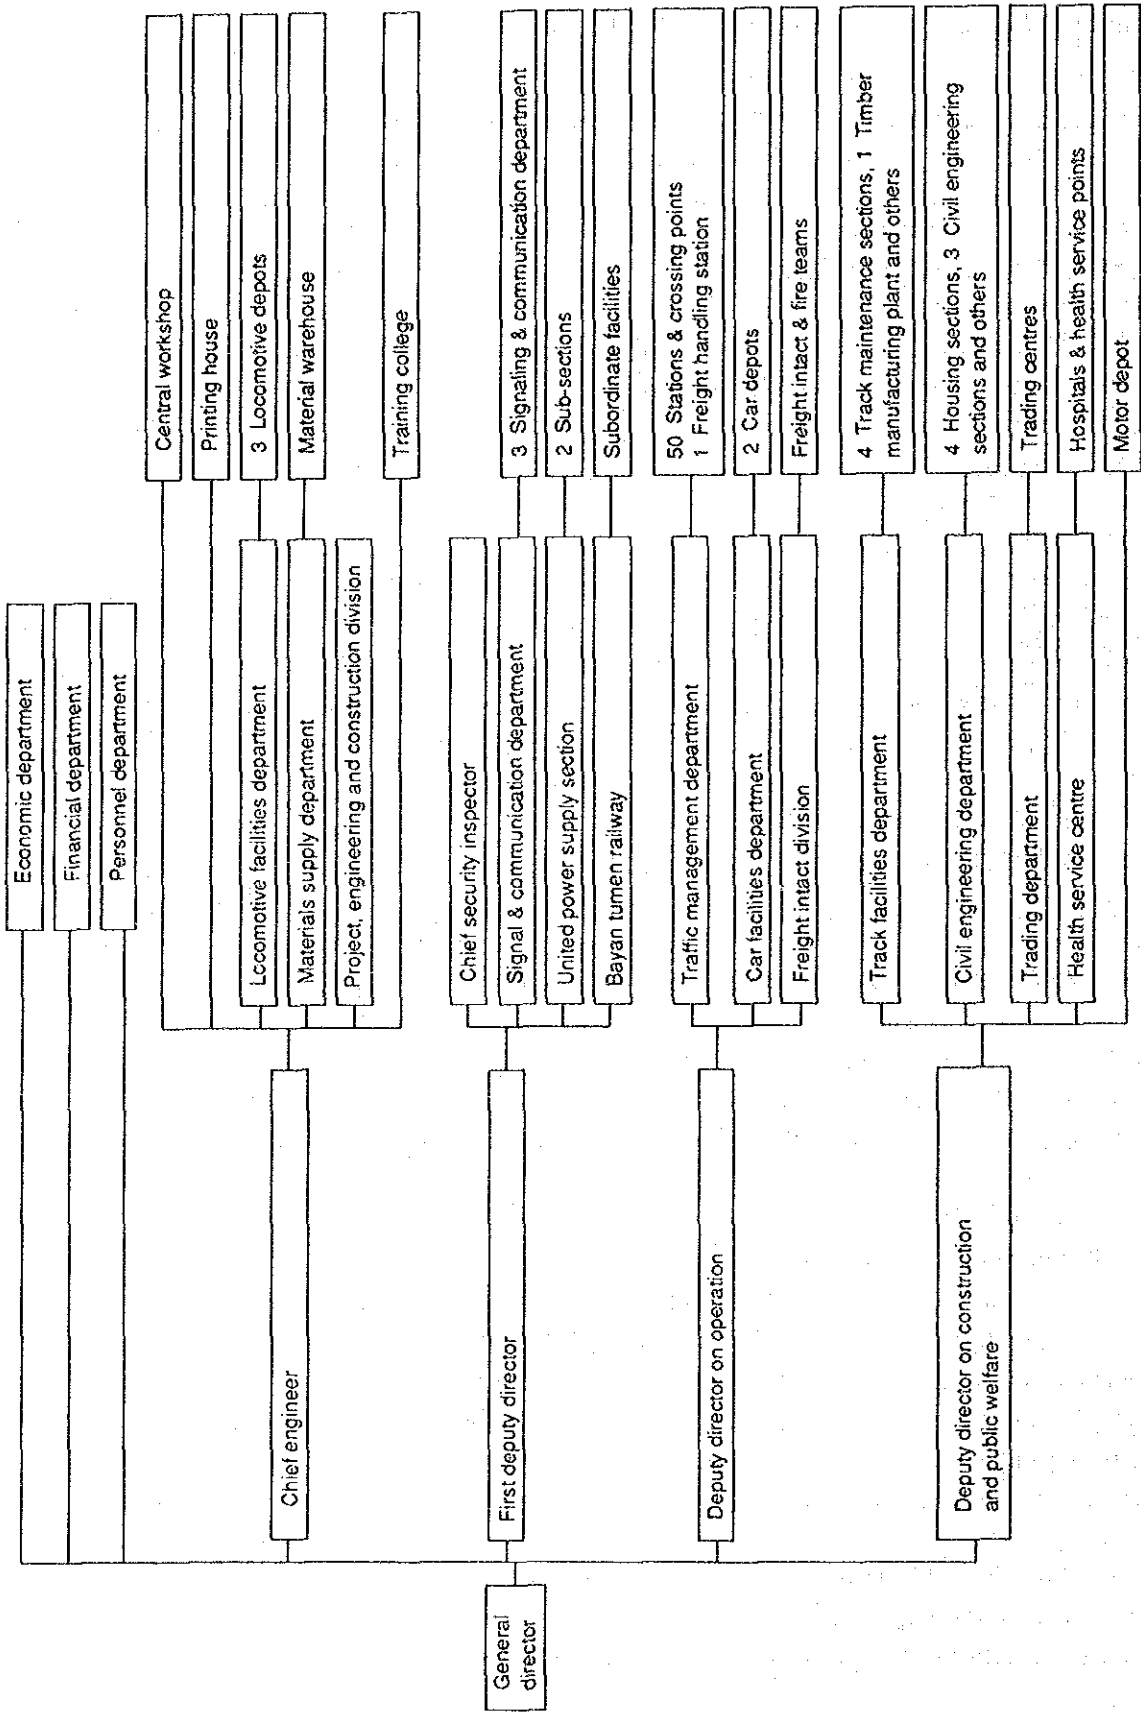 Economic department
Financial department
Personnel department
Central workshop
Printing house
Locomotive facilities department
3 Locomotive depots
Materials supply department
Material warehouse
Project, engineering and construction division
Training college
Chief engineer
Chief security inspector
Signal & communication department
3 Signaling & communication department
United power supply section
2 Sub-sections
Bayan tumen railway
Subordinate facilities
First deputy director
General
director
Traffic management department
50 Stations & crossing points
1 Freight handling station
Car facilities department
2 Car depots
Freight intact division
Freight intact & fire teams
Deputy director on operation
Track facilities department
4 Track maintenance sections, 1 Timber
manufacturing plant and others
Civil engineering department
4 Housing sections, 3 Civil engineering
sections and others
Trading department
Trading centres
Health service centre
Hospitals & health service points
Motor depot
Deputy director on construction
and public welfare